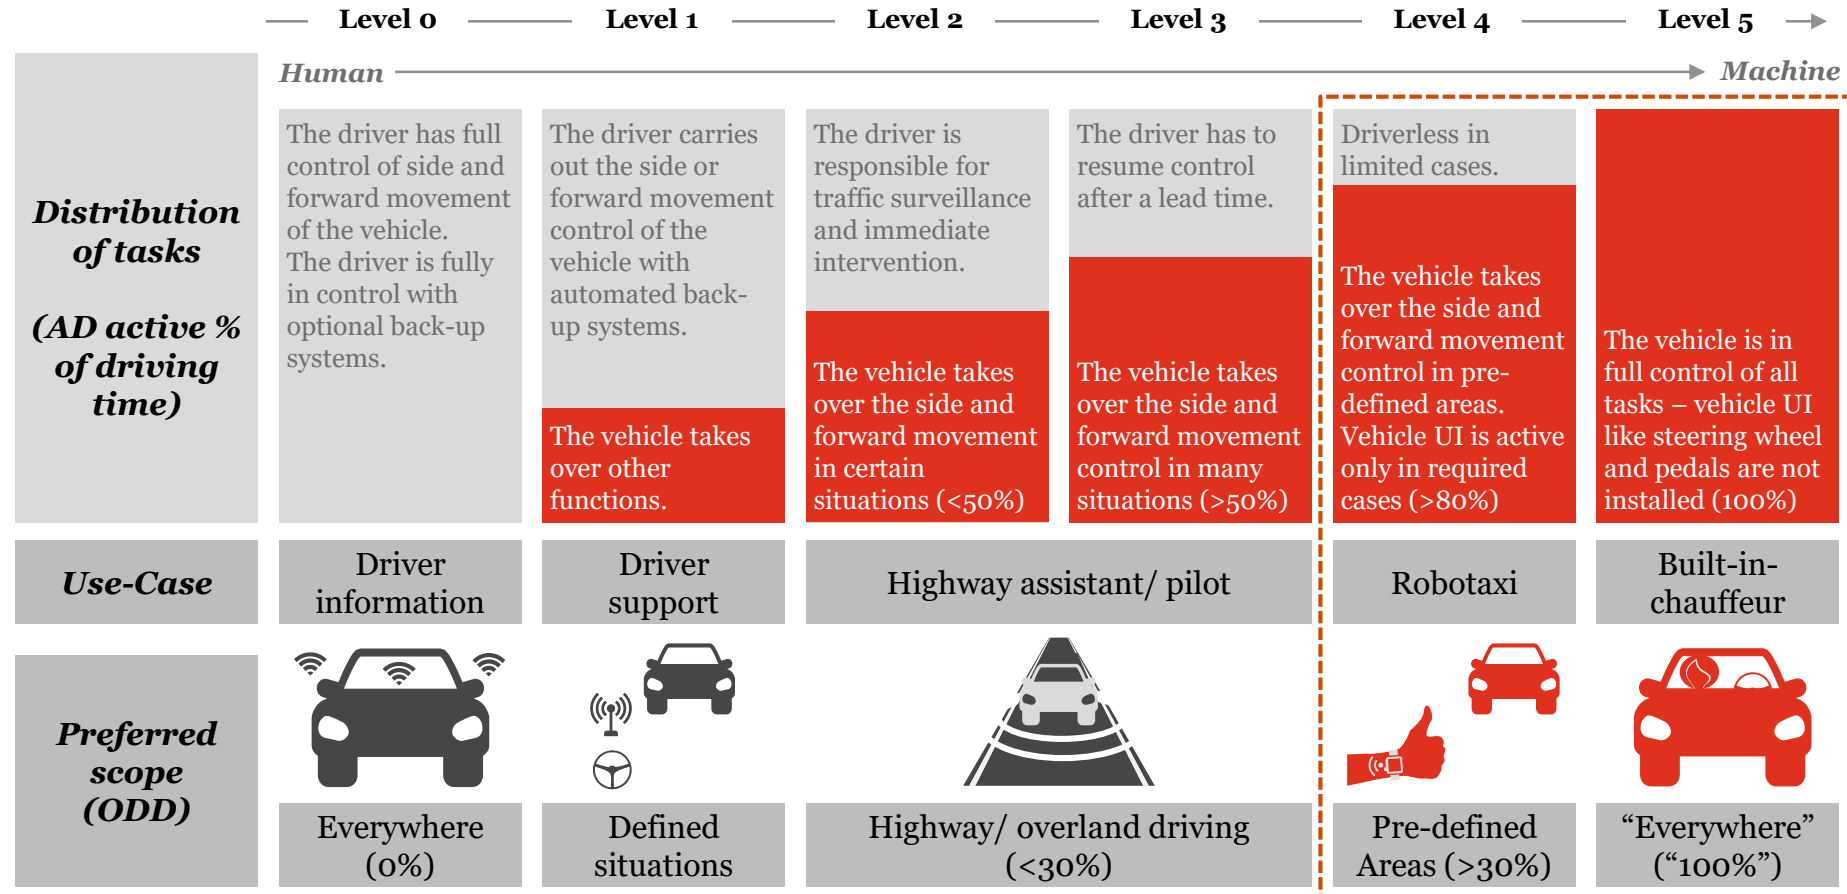 Level 0
Level 1
Level 2
Level 3
Level 4
Level 5
Human
Machine
Distribution
of tasks
(AD active %
of driving
time)
The driver has full
control of side and
forward movement
of the vehicle.
The driver is fully
in control with
optional back-up
systems.
The driver carries
out the side or
forward movement
control of the
vehicle with
automated back-
up systems.
The vehicle takes
over other
functions.
The driver is
responsible for
traffic surveillance
and immediate
intervention.
The vehicle takes
over the side and
forward movement
in certain
situations (<50%)
The driver has to
resume control
after a lead time.
The vehicle takes
over the side and
forward movement
control in many
situations (>50%)
Driverless in
limited cases.
The vehicle takes
over the side and
forward movement
control in pre-
defined areas.
Vehicle UI is active
only in required
cases (>80%)
The vehicle is in
full control of all
tasks – vehicle UI
like steering wheel
and pedals are not
installed (100%)
Use-Case
Driver
information
Driver
support
Highway assistant/ pilot
Robotaxi
Built-in-
chauffeur
Preferred
scope
(ODD)
Everywhere
(0%)
Defined
situations
Highway/ overland driving
(<30%)
Pre-defined
Areas (>30%)
“Everywhere”
(“100%”)